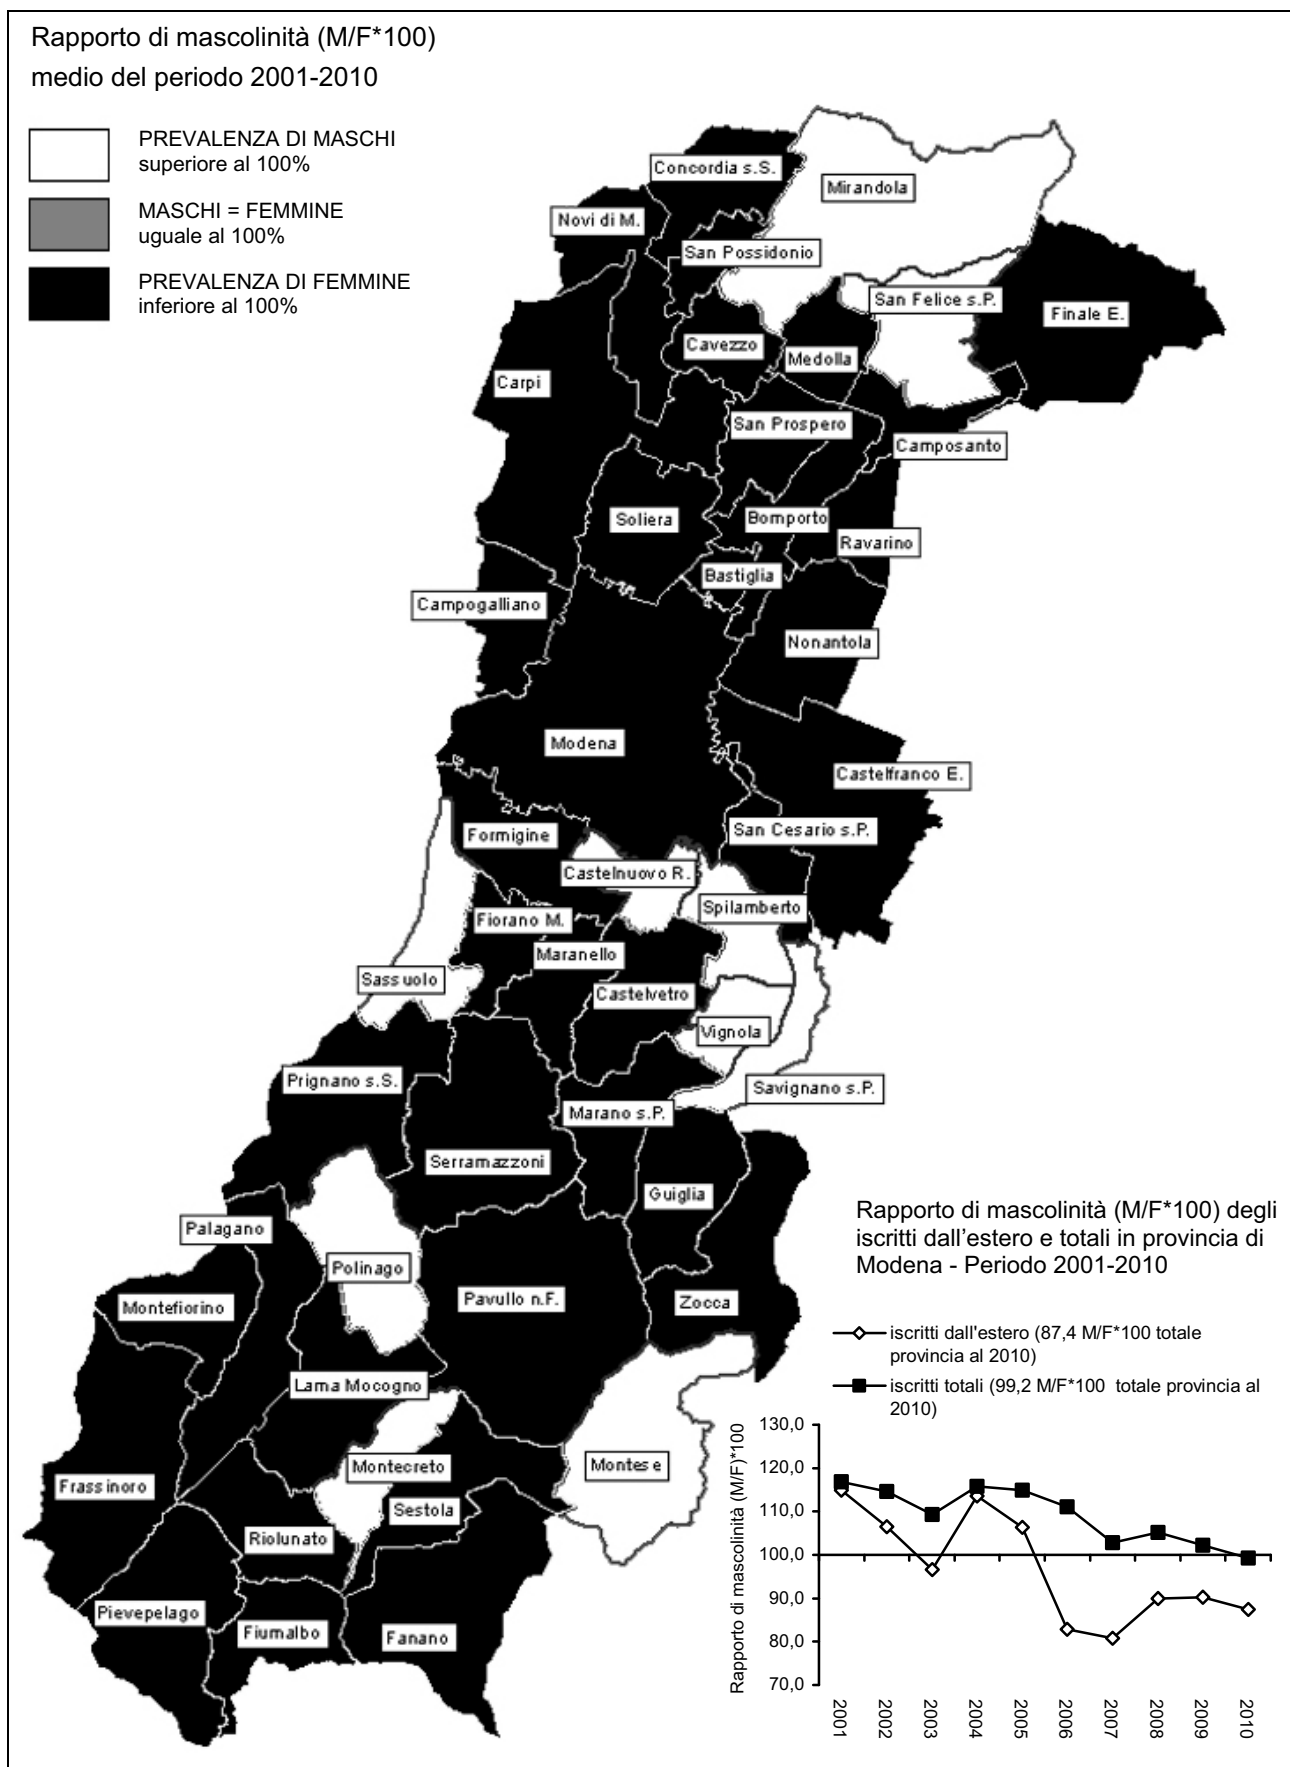 Rapporto di mascolinità (M/F*100)
medio del periodo 2001-2010
PREVALENZA DI MASCHI
superiore al 100%
MASCHI = FEMMINE
uguale al 100%
PREVALENZA DI FEMMINE
inferiore al 100%
Concordia s.S.
Mirandola
Novi di M.
San Possidonio
San Felice s.P.
Finale E.
Cavezzo
Medolla
Carpi
San Prospero
Camposanto
Soliera
Bomporto
Ravarino
Bastiglia
Campogalliano
Nonantola
Modena
Castelfranco E.
Formigine
San Cesario s.P.
Castelnuovo R.
Spilamberto
Fiorano M.
Maranello
Sassuolo
Castelvetro
Vignola
Prignano s.S.
Savignano s.P.
Marano s.P.
Serramazzoni
Guiglia
Palagano
Polinago
Montefiorino
Pavullo n.F.
Zocca
Lama Mocogno
Montecreto
Montese
Frassinoro
Sestola
Riolunato
Pievepelago
Fiumalbo
Fanano
Rapporto di mascolinità (M/F*100) degli
iscritti dall'estero e totali in provincia di
Modena - Periodo 2001-2010
iscritti dall'estero (87,4 M/F*100 totale
provincia al 2010)
iscritti totali (99,2 M/F*100 totale provincia al
2010)
Rapporto di mascolinità (M/F)*100
130,0
120,0
110,0
100,0
90,0
80,0
70,0
2001
2002
2003
2004
2005
2006
2007
2008
2009
2010